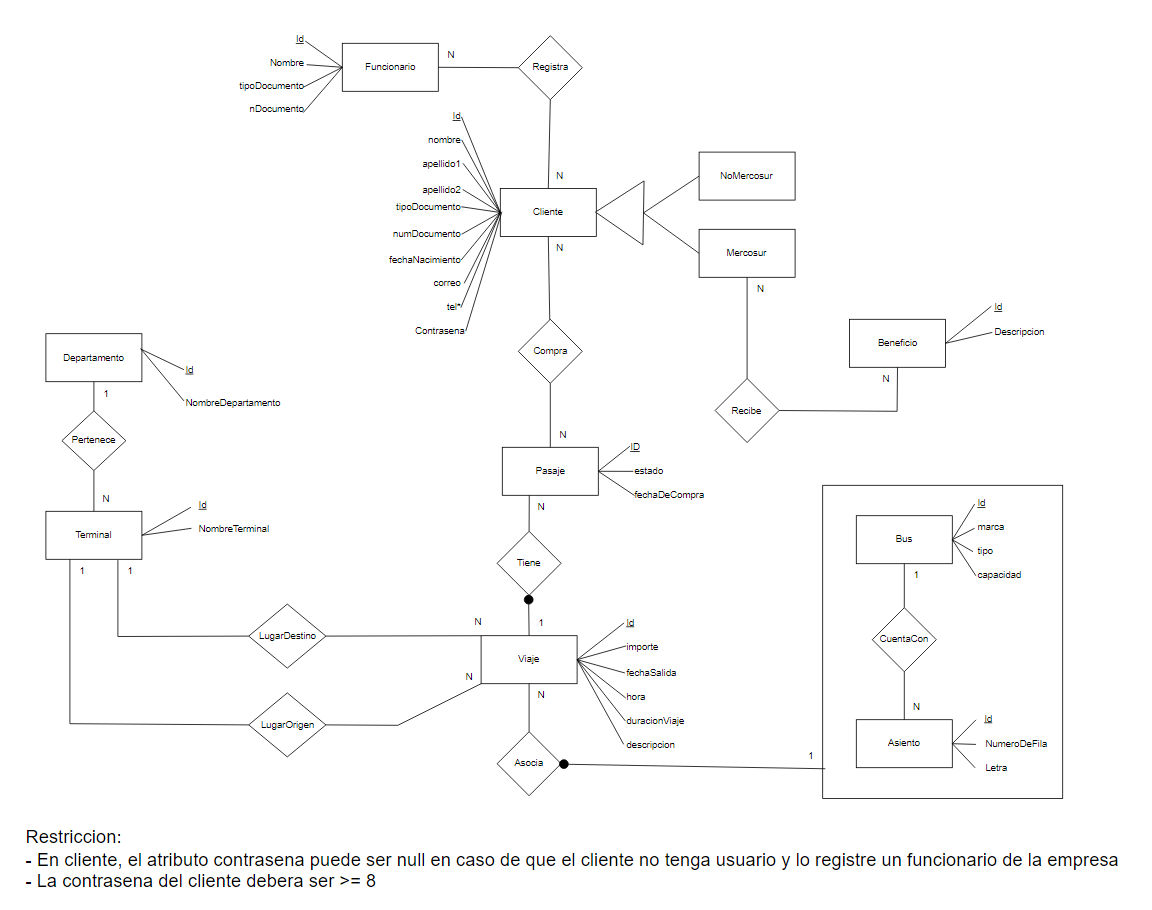 Id
Nombre
tipoDocumento
nDocumento
Funcionario
N
Registra
Id
nombre
apellido1
apellido2
tipoDocumento
numDocumento
fechaNacimiento
correo
tel*
Contrasena
N
Cliente
N
NoMercosur
Mercosur
N
Compra
N
Recibe
Beneficio
N
Id
Descripcion
Departamento
Id
NombreDepartamento
1
Pertenece
N
Terminal
Id
NombreTerminal
1
1
Pasaje
ID
estado
fechaDeCompra
N
Tiene
1
LugarDestino
N
LugarOrigen
N
Viaje
Id
importe
fechaSalida
hora
duracionViaje
descripcion
N
Asocia
1
Bus
Id
marca
tipo
capacidad
1
CuentaCon
N
Asiento
Id
NumeroDeFila
Letra
Restriccion:
- En cliente, el atributo contrasena puede ser null en caso de que el cliente no tenga usuario y lo registre un funcionario de la empresa
- La contrasena del cliente debera ser >= 8